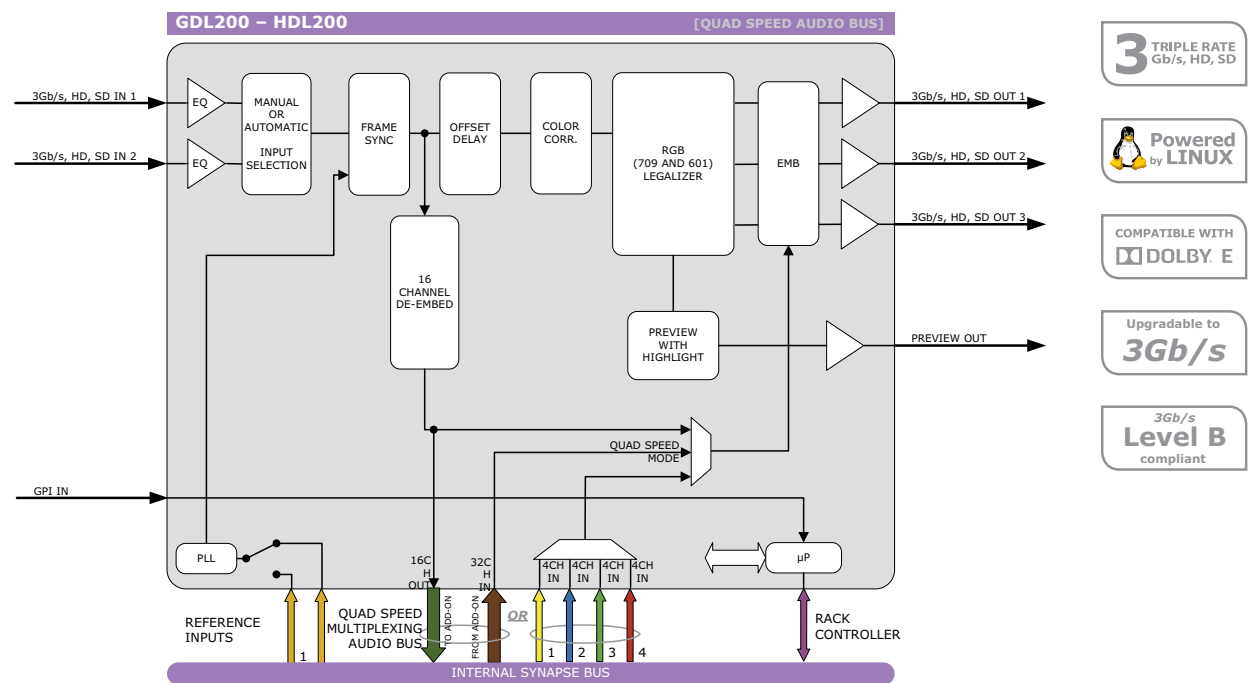 GDL200 – HDL200
[QUAD SPEED AUDIO BUS]
3Gb/s, HD, SD IN 1
3Gb/s, HD, SD IN 2
EQ
EQ
MANUAL
OR
AUTOMATIC
INPUT
SELECTION
FRAME
SYNC
OFFSET
DELAY
COLOR
CORR.
RGB
(709 AND 601)
LEGALIZER
EMB
3Gb/s, HD, SD OUT 1
3Gb/s, HD, SD OUT 2
3Gb/s, HD, SD OUT 3
16
CHANNEL
DE-EMBED
PREVIEW
WITH
HIGHLIGHT
PREVIEW OUT
QUAD SPEED
MODE
GPI IN
PLL
16C
H
OUT
32C
H
IN
4CH
IN
4CH
IN
4CH
IN
4CH
IN
µP
REFERENCE
INPUTS
1
QUAD SPEED
MULTIPLEXING
AUDIO BUS
TO ADD-ON
FROM ADD-ON
OR
1
2
3
4
RACK
CONTROLLER
INTERNAL SYNAPSE BUS
3 TRIPLE RATE
Gb/s, HD, SD
Powered
by LINUX
COMPATIBLE WITH
DOLBY. E
Upgradable to
3Gb/s
3Gb/s
Level B
compliant